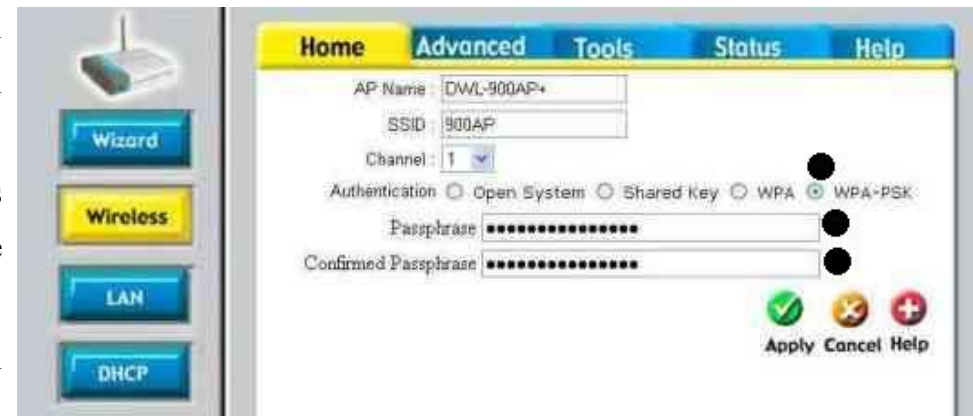 Home Advanced Tools Status Help
AP Name : DWL-900AP+
SSID : 900AP
Channel : 1
Authentication Open System Shared Key WPA WPA-PSK
Passphrase ●●●●●●●●●●●●●●●
Confirmed Passphrase ●●●●●●●●●●●●●●●
Apply Cancel Help
Wizard
Wireless
LAN
DHCP